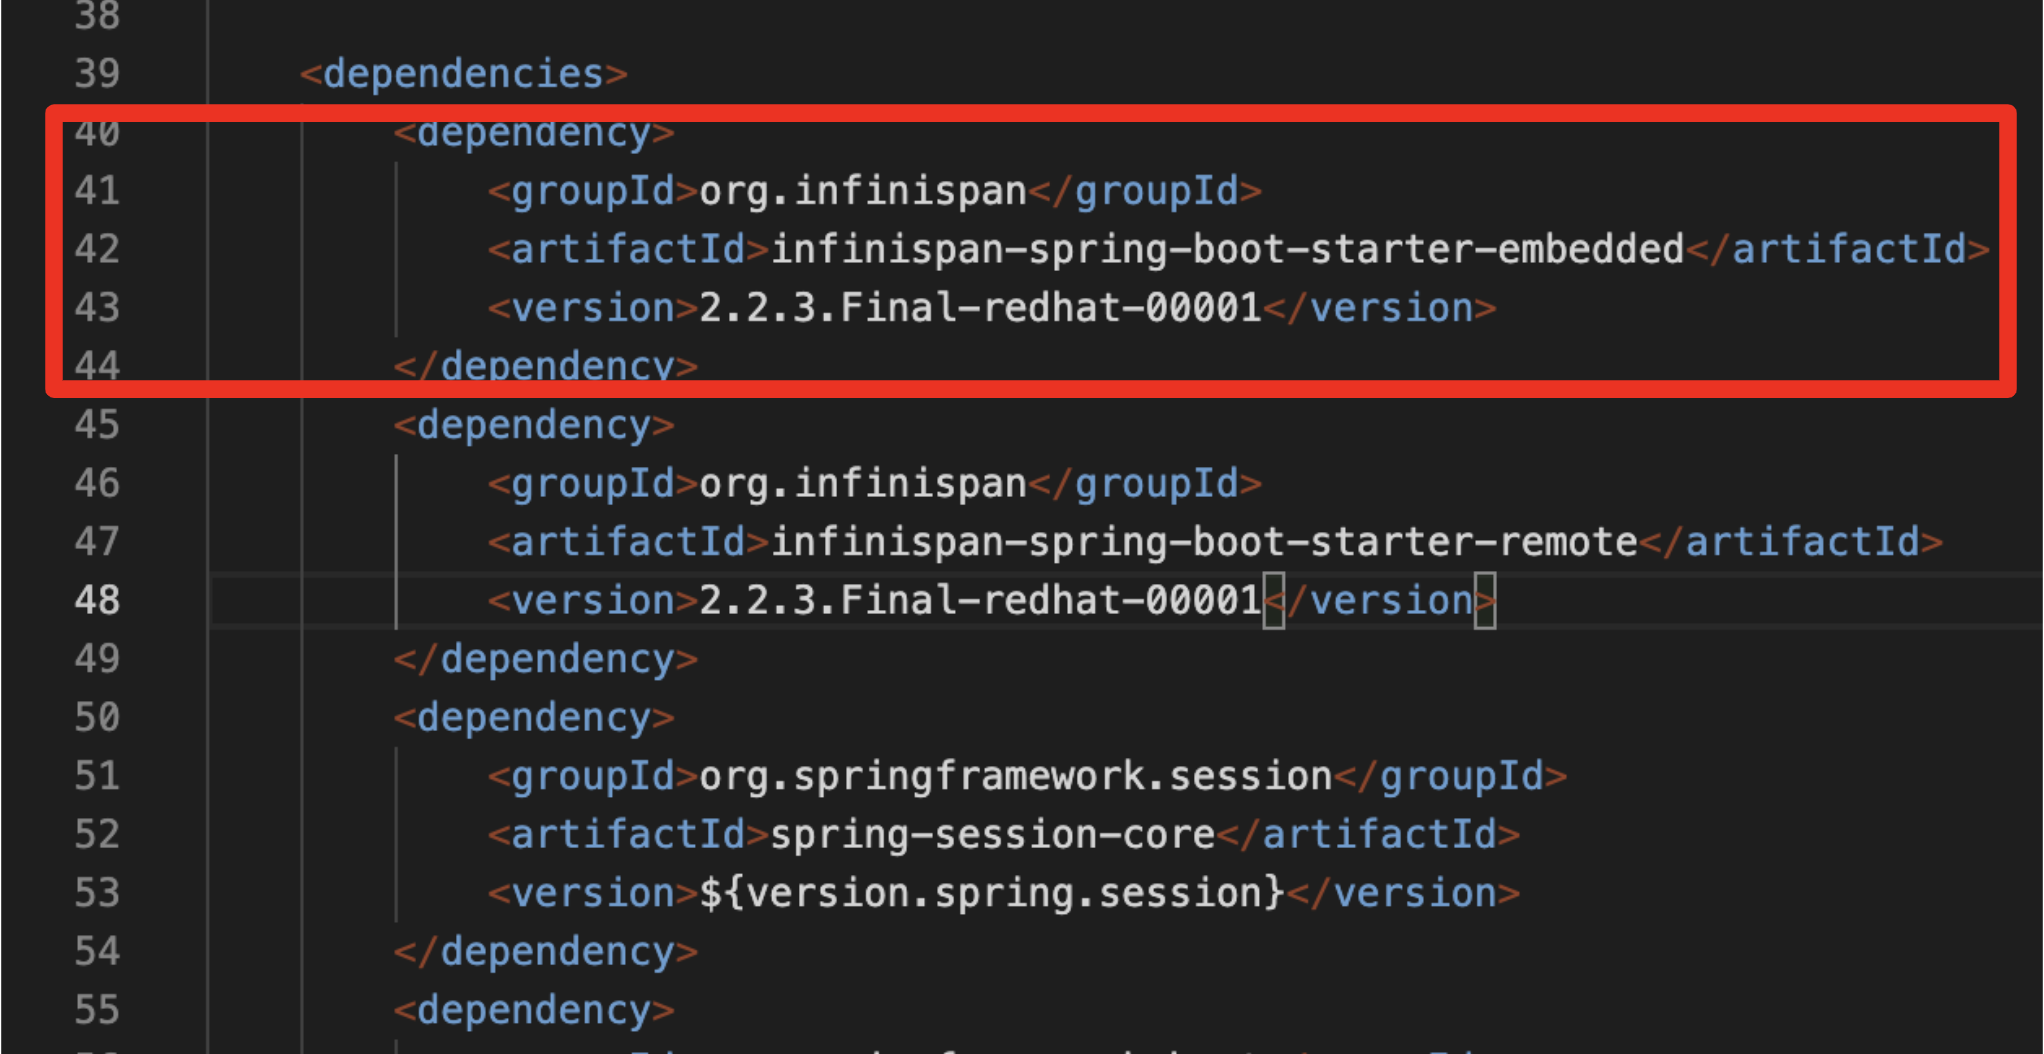 38
39 <dependencies>
40 <dependency>
41 <groupId>org.infinispan</groupId>
42 <artifactId>infinispan-spring-boot-starter-embedded</artifactId>
43 <version>2.2.3.Final-redhat-00001</version>
44 </dependency>
45 <dependency>
46 <groupId>org.infinispan</groupId>
47 <artifactId>infinispan-spring-boot-starter-remote</artifactId>
48 <version>2.2.3.Final-redhat-00001</version>
49 </dependency>
50 <dependency>
51 <groupId>org.springframework.session</groupId>
52 <artifactId>spring-session-core</artifactId>
53 <version>${version.spring.session}</version>
54 </dependency>
55 <dependency>